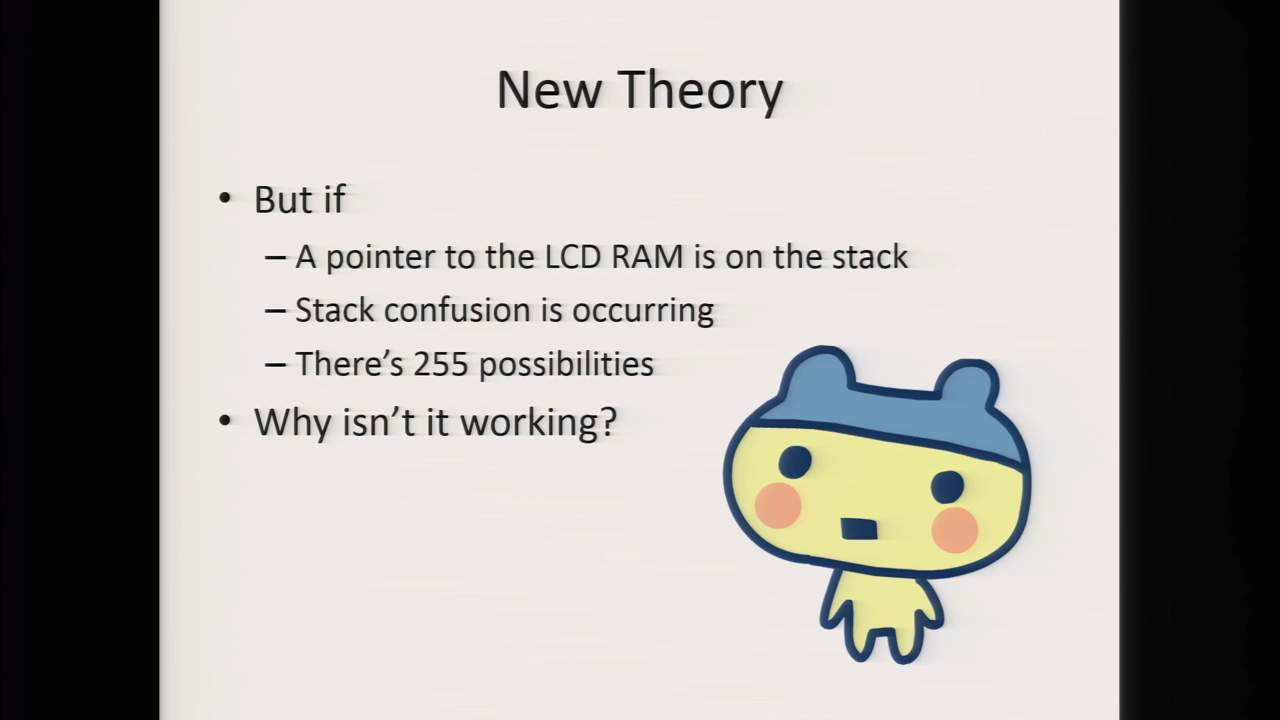 New Theory
• But if
– A pointer to the LCD RAM is on the stack
– Stack confusion is occurring
– There’s 255 possibilities
• Why isn’t it working?